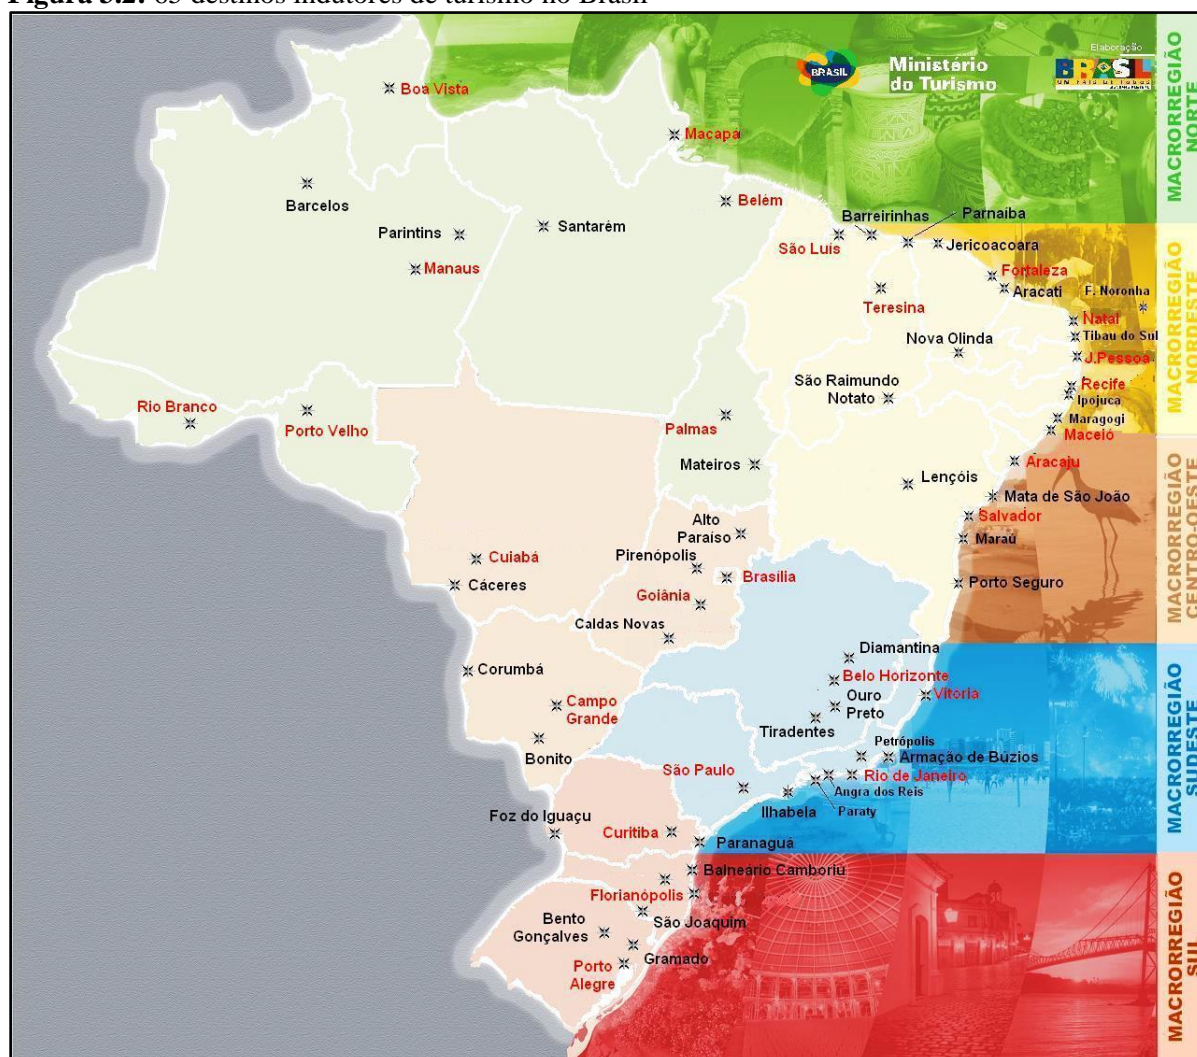 Figura 3.2: 65 destinos indutores de turismo no Brasil
Elaboração
BRASIL
Ministério
do Turismo
BRASIL
MACRORREGIÃO
NORTE
MACRORREGIÃO
NORDESTE
MACRORREGIÃO
CENTRO-OESTE
MACRORREGIÃO
SUDESTE
MACRORREGIÃO
SUL
Boa Vista
Macapá
Barcelos
Belém
Parintins
Santarém
Manaus
Barreirinhas
Parnaíba
São Luís
Jericoacoara
Fortaleza
Teresina
Aracati
F. Noronha
Natal
Nova Olinda
Tibau do Sul
J.Pessoa
São Raimundo
Notato
Recife
Ipojuca
Rio Branco
Porto Velho
Palmas
Maragogi
Maceió
Mateiros
Aracaju
Lençóis
Mata de São João
Alto
Paraíso
Salvador
Maraú
Cuiabá
Pirenópolis
Cáceres
Brasília
Porto Seguro
Goiânia
Caldas Novas
Diamantina
Corumbá
Belo Horizonte
Vitória
Campo
Grande
Ouro
Preto
Tiradentes
Bonito
Petrópolis
Armação de Búzios
São Paulo
Rio de Janeiro
Angra dos Reis
Ilhabela
Paraty
Foz do Iguaçu
Curitiba
Paranaguá
Balneário Camboriú
Florianópolis
São Joaquim
Bento
Gonçalves
Gramado
Porto
Alegre